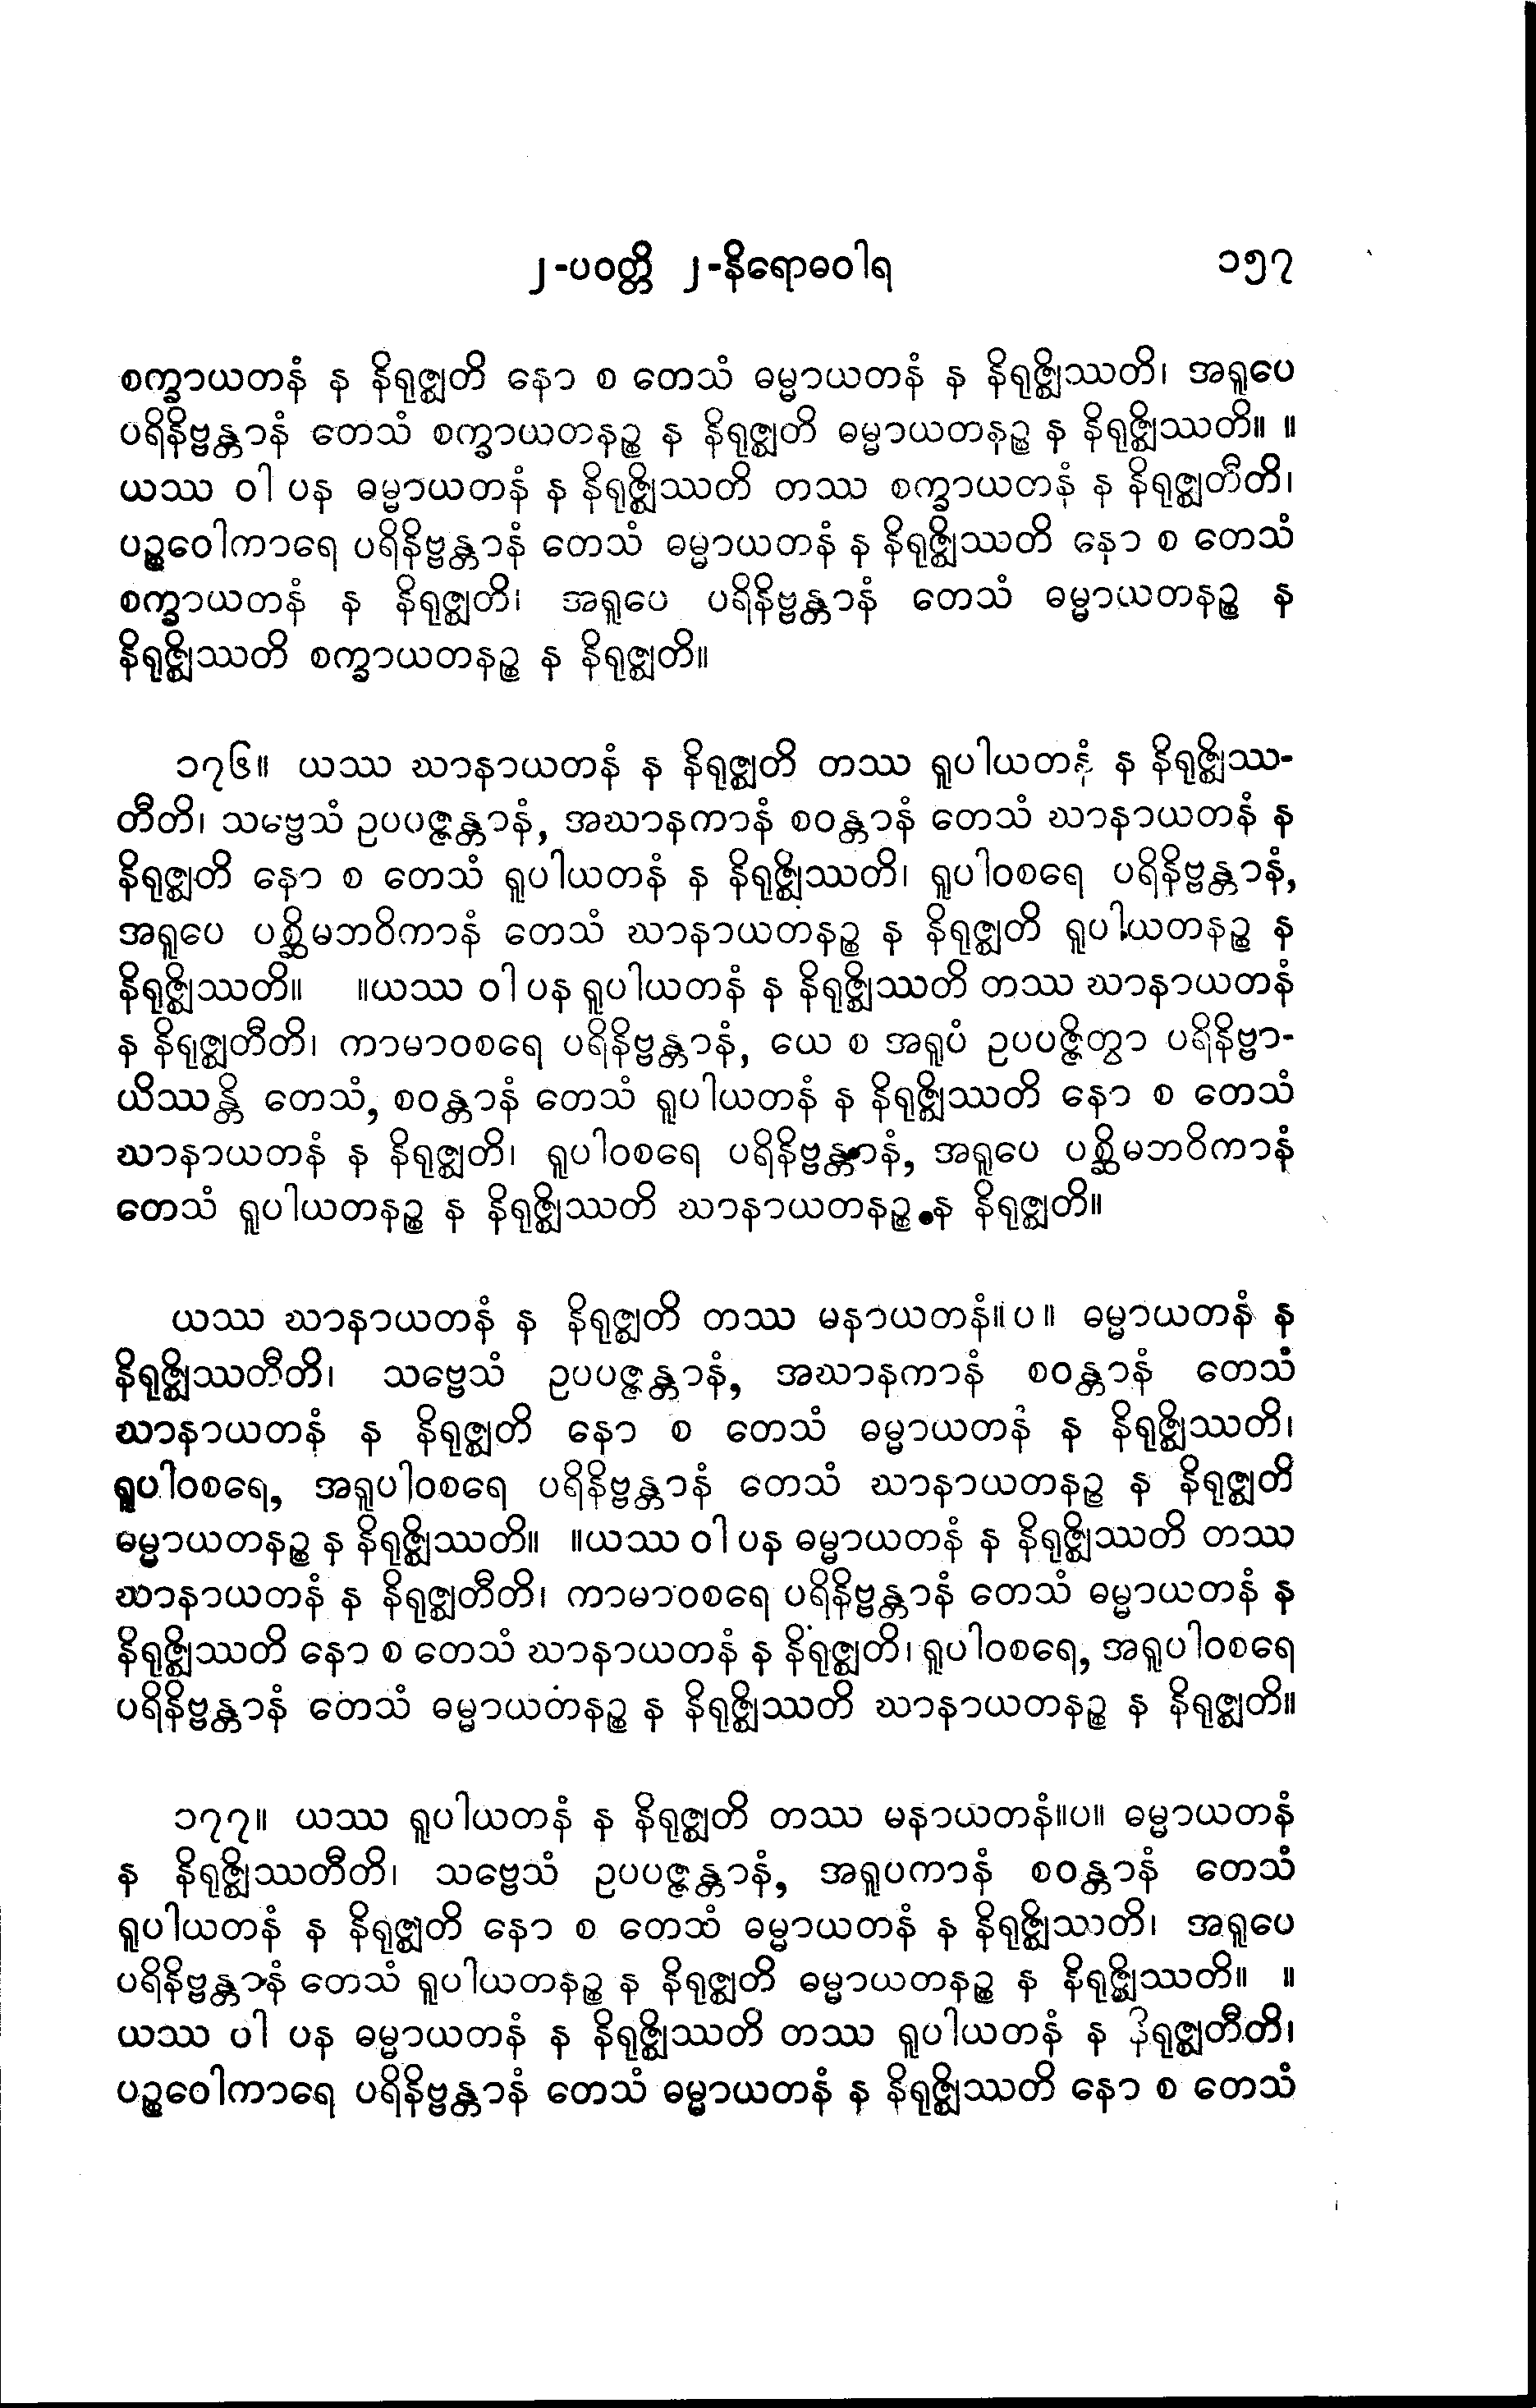 ၂-ပဝတ္တိ ၂-နိရောဓဝါရ ၁၅၇
စက္ခာယတနံ န နိရုဇ္ဈတိ နော စ တေသံ ဓမ္မာယတနံ န နိရုဇ္ဈိဿတိ၊ အရူပေ
ပရိနိဗ္ဗန္တာနံ တေသံ စက္ခာယတနဉ္စ န နိရုဇ္ဈတိ ဓမ္မာယတနဉ္စ န နိရုဇ္ဈိဿတိ။ ။
ယဿ ဝါ ပန ဓမ္မာယတနံ န နိရုဇ္ဈိဿတိ တဿ စက္ခာယတနံ န နိရုဇ္ဈတီတိ၊
ပဉ္စဝေါကာရေ ပရိနိဗ္ဗန္တာနံ တေသံ ဓမ္မာယတနံ န နိရုဇ္ဈိဿတိ နော စ တေသံ
စက္ခာယတနံ န နိရုဇ္ဈတိ၊ အရူပေ ပရိနိဗ္ဗန္တာနံ တေသံ ဓမ္မာယတနဉ္စ န
နိရုဇ္ဈိဿတိ စက္ခာယတနဉ္စ န နိရုဇ္ဈတိ။
၁၇၆။ ယဿ ဃာနာယတနံ န နိရုဇ္ဈတိ တဿ ရူပါယတနံ န နိရုဇ္ဈိဿ-
တီတိ၊ သဗ္ဗေသံ ဥပပဇ္ဇန္တာနံ, အဃာနကာနံ စဝန္တာနံ တေသံ ဃာနာယတနံ န
နိရုဇ္ဈတိ နော စ တေသံ ရူပါယတနံ န နိရုဇ္ဈိဿတိ၊ ရူပါဝစရေ ပရိနိဗ္ဗန္တာနံ,
အရူပေ ပစ္ဆိမဘဝိကာနံ တေသံ ဃာနာယတနဉ္စ န နိရုဇ္ဈတိ ရူပါယတနဉ္စ န
နိရုဇ္ဈိဿတိ။ ။ယဿ ဝါ ပန ရူပါယတနံ န နိရုဇ္ဈိဿတိ တဿ ဃာနာယတနံ
န နိရုဇ္ဈတီတိ၊ ကာမာဝစရေ ပရိနိဗ္ဗန္တာနံ, ယေ စ အရူပံ ဥပပဇ္ဇိတွာ ပရိနိဗ္ဗာ-
ယိဿန္တိ တေသံ, စဝန္တာနံ တေသံ ရူပါယတနံ န နိရုဇ္ဈိဿတိ နော စ တေသံ
ဃာနာယတနံ န နိရုဇ္ဈတိ၊ ရူပါဝစရေ ပရိနိဗ္ဗန္တာနံ, အရူပေ ပစ္ဆိမဘဝိကာနံ
တေသံ ရူပါယတနဉ္စ န နိရုဇ္ဈိဿတိ ဃာနာယတနဉ္စ န နိရုဇ္ဈတိ။
ယဿ ဃာနာယတနံ န နိရုဇ္ဈတိ တဿ မနာယတနံ။ပ။ ဓမ္မာယတနံ န
နိရုဇ္ဈိဿတီတိ၊ သဗ္ဗေသံ ဥပပဇ္ဇန္တာနံ, အဃာနကာနံ စဝန္တာနံ တေသံ
ဃာနာယတနံ န နိရုဇ္ဈတိ နော စ တေသံ ဓမ္မာယတနံ န နိရုဇ္ဈိဿတိ၊
ရူပါဝစရေ, အရူပါဝစရေ ပရိနိဗ္ဗန္တာနံ တေသံ ဃာနာယတနဉ္စ န နိရုဇ္ဈတိ
ဓမ္မာယတနဉ္စ န နိရုဇ္ဈိဿတိ။ ။ယဿ ဝါ ပန ဓမ္မာယတနံ န နိရုဇ္ဈိဿတိ တဿ
ဃာနာယတနံ န နိရုဇ္ဈတီတိ၊ ကာမာဝစရေ ပရိနိဗ္ဗန္တာနံ တေသံ ဓမ္မာယတနံ န
နိရုဇ္ဈိဿတိ နော စ တေသံ ဃာနာယတနံ န နိရုဇ္ဈတိ၊ ရူပါဝစရေ, အရူပါဝစရေ
ပရိနိဗ္ဗန္တာနံ တေသံ ဓမ္မာယတနဉ္စ န နိရုဇ္ဈိဿတိ ဃာနာယတနဉ္စ န နိရုဇ္ဈတိ။
၁၇၇။ ယဿ ရူပါယတနံ န နိရုဇ္ဈတိ တဿ မနာယတနံ။ပ။ ဓမ္မာယတနံ
န နိရုဇ္ဈိဿတီတိ၊ သဗ္ဗေသံ ဥပပဇ္ဇန္တာနံ, အရူပကာနံ စဝန္တာနံ တေသံ
ရူပါယတနံ န နိရုဇ္ဈတိ နော စ တေသံ ဓမ္မာယတနံ န နိရုဇ္ဈိဿတိ၊ အရူပေ
ပရိနိဗ္ဗန္တာနံ တေသံ ရူပါယတနဉ္စ န နိရုဇ္ဈတိ ဓမ္မာယတနဉ္စ န နိရုဇ္ဈိဿတိ။ ။
ယဿ ဝါ ပန ဓမ္မာယတနံ န နိရုဇ္ဈိဿတိ တဿ ရူပါယတနံ န နိရုဇ္ဈတီတိ၊
ပဉ္စဝေါကာရေ ပရိနိဗ္ဗန္တာနံ တေသံ ဓမ္မာယတနံ န နိရုဇ္ဈိဿတိ နော စ တေသံ